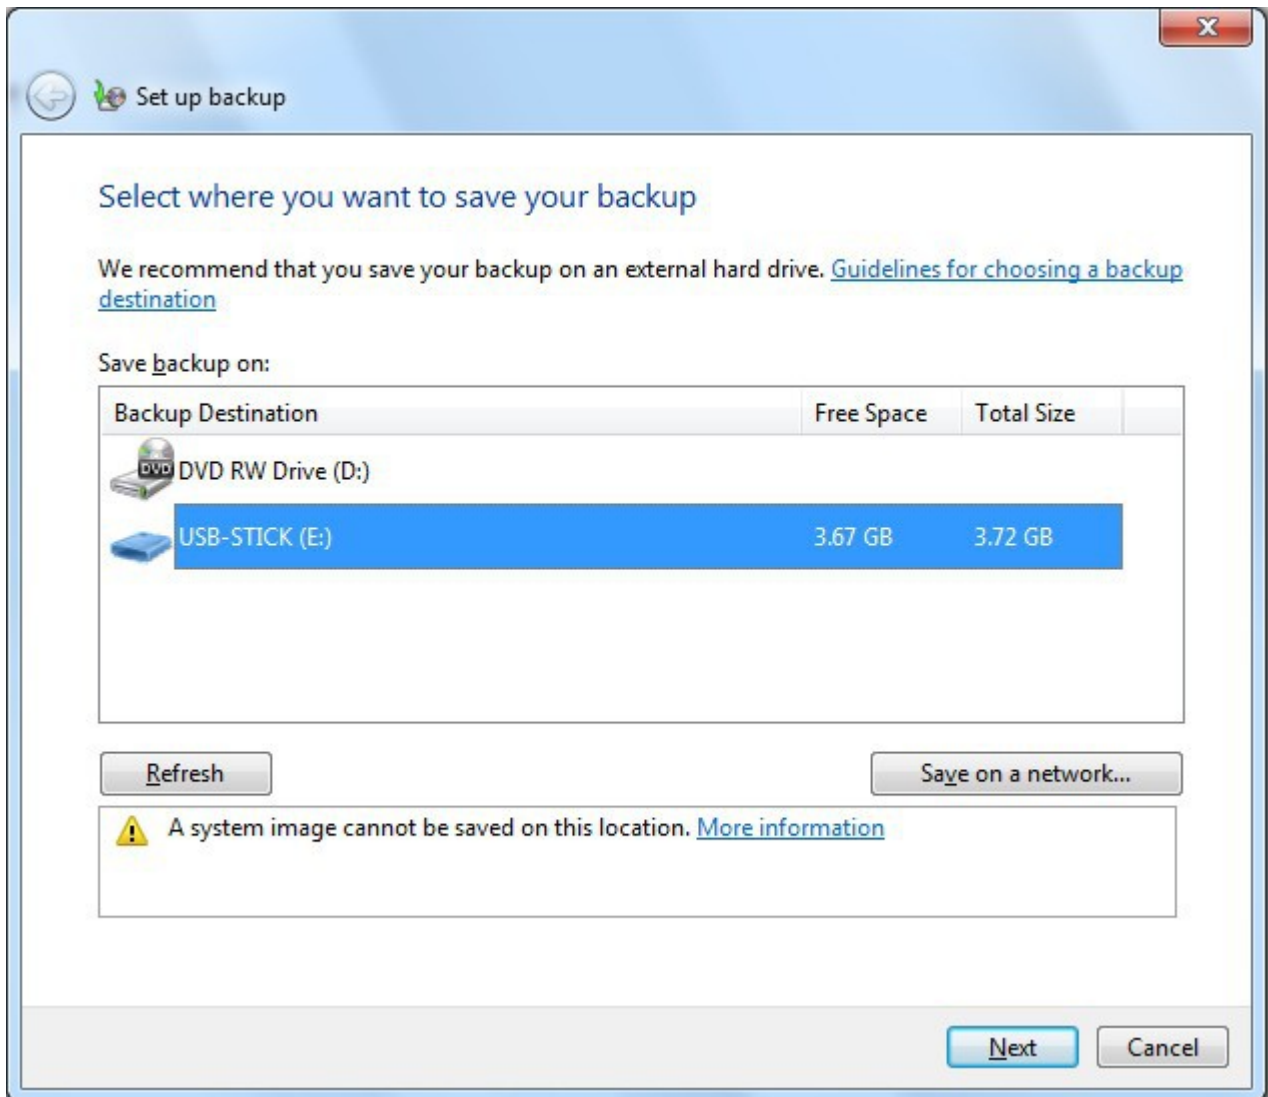 Set up backup
Select where you want to save your backup
We recommend that you save your backup on an external hard drive. Guidelines for choosing a backup
destination
Save backup on:
Backup Destination Free Space Total Size
DVD DVD RW Drive (D:)
USB-STICK (E:) 3.67 GB 3.72 GB
Refresh Save on a network...
A system image cannot be saved on this location. More information
Next Cancel